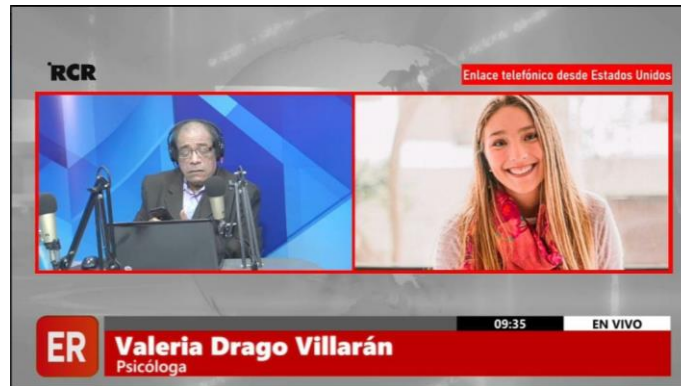 RCR
Enlace telefónico desde Estados Unidos
09:35
EN VIVO
ER
Valeria Drago Villarán
Psicóloga